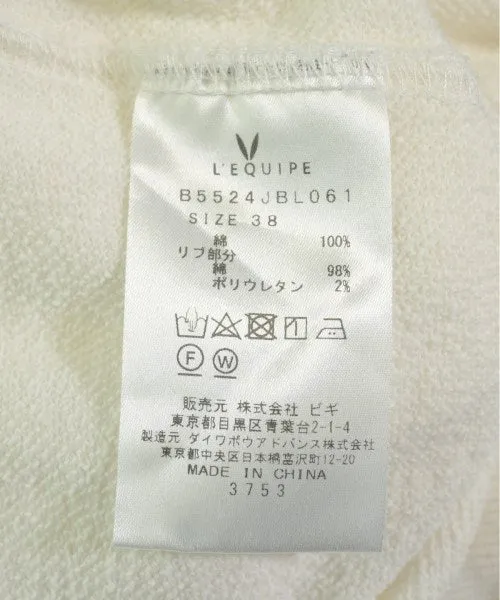 L'EQUIPE
B5524JBL061
SIZE 38
綿 100%
リブ部分
綿 98%
ポリウレタン 2%
F W
販売元 株式会社 ビギ
東京都目黒区青葉台2-1-4
製造元 ダイワボウアドバンス株式会社
東京都中央区日本橋富沢町12-20
MADE IN CHINA
3753